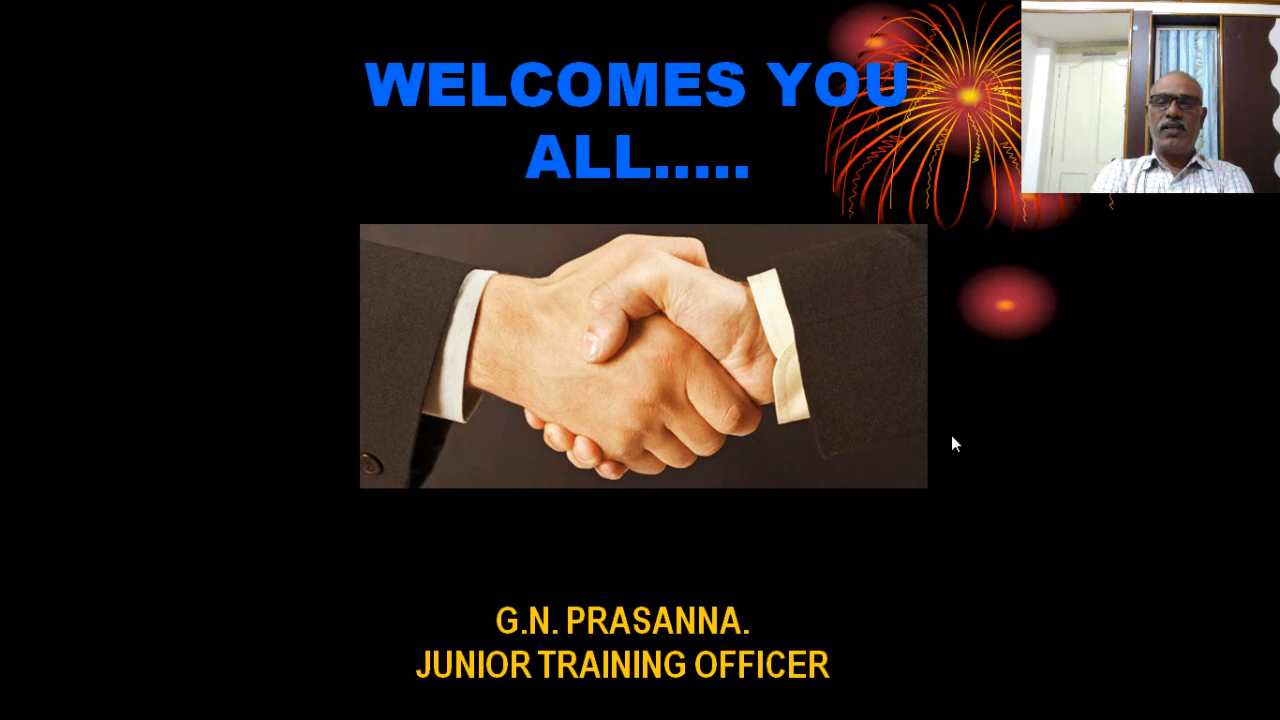 WELCOMES YOU
ALL.....
G.N. PRASANNA.
JUNIOR TRAINING OFFICER